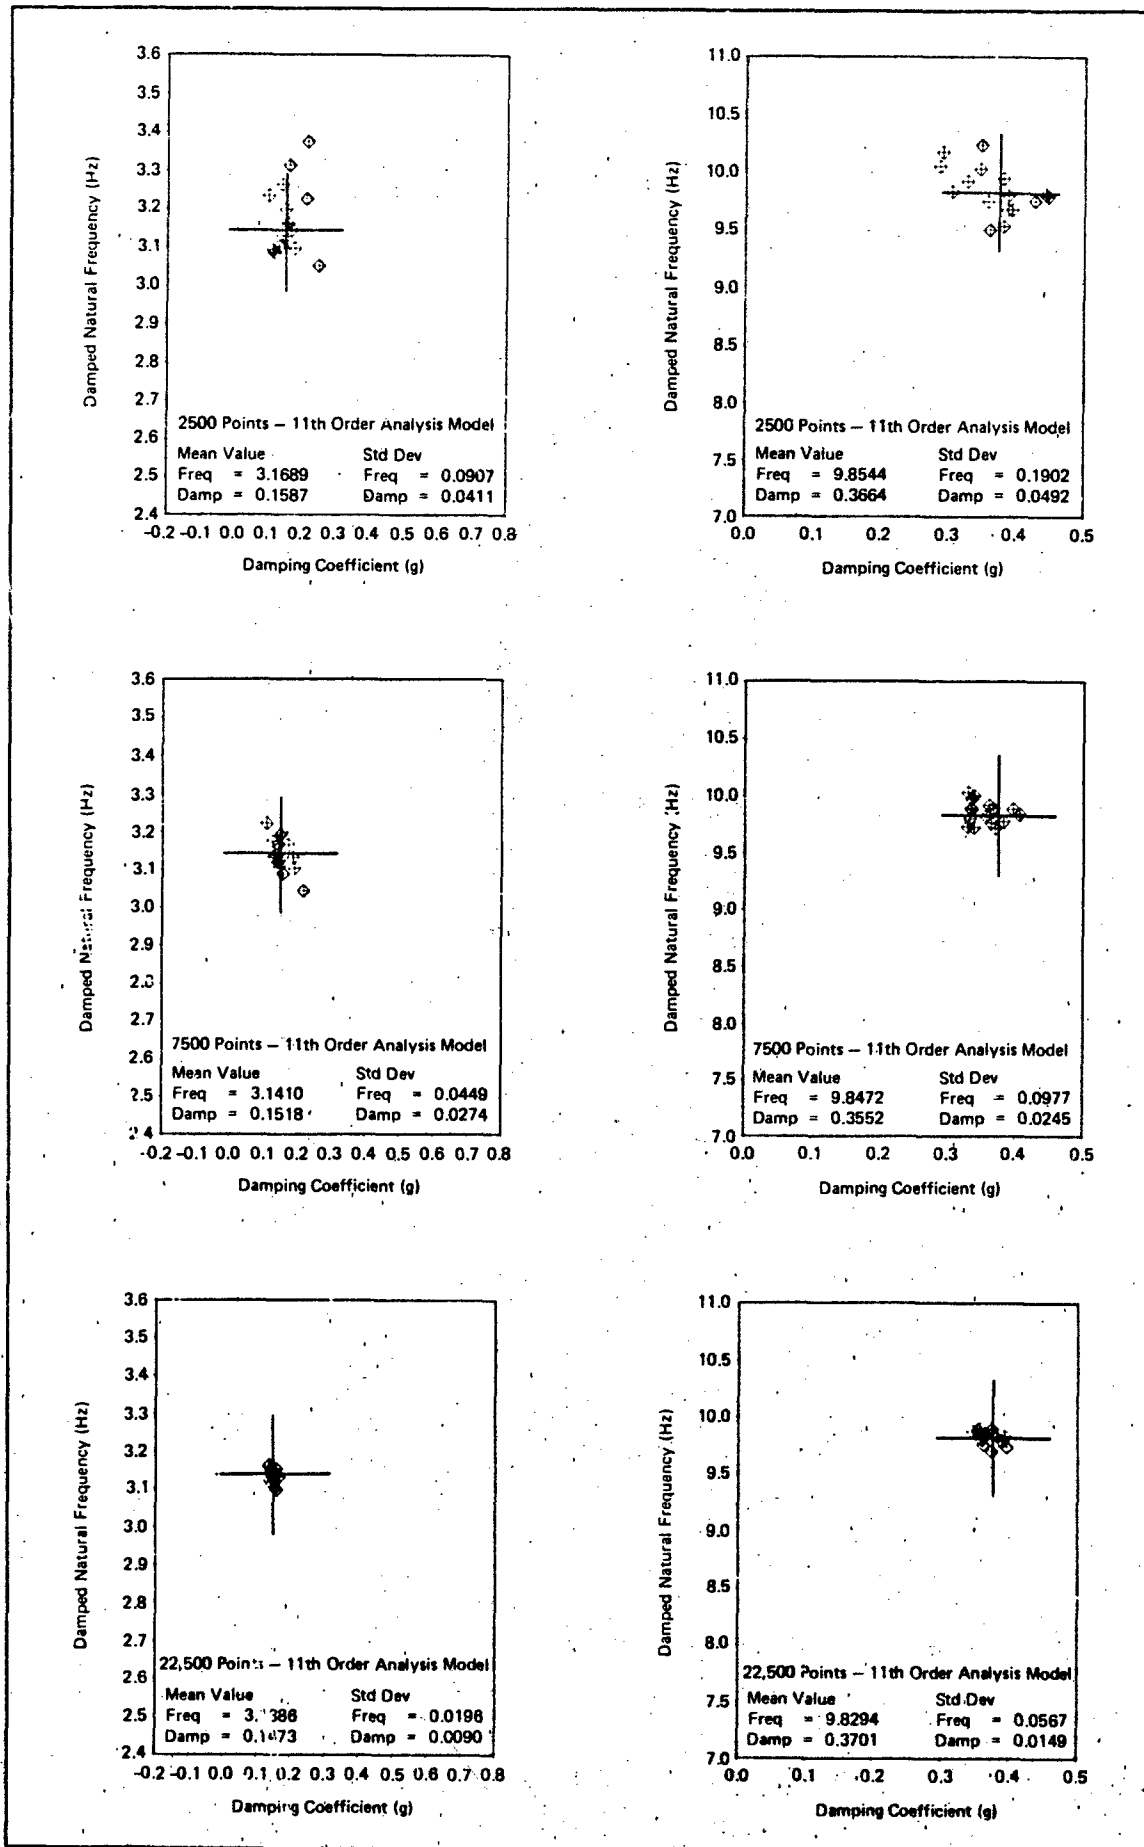 3.6
3.5
3.4
3.3
3.2
3.1
3.0
2.9
2.8
2.7
2.6
2.5
2.4
Damped Natural Frequency (Hz)
2500 Points – 11th Order Analysis Model
Mean Value Std Dev
Freq = 3.1689 Freq = 0.0907
Damp = 0.1587 Damp = 0.0411
-0.2 -0.1 0.0 0.1 0.2 0.3 0.4 0.5 0.6 0.7 0.8
Damping Coefficient (g)
11.0
10.5
10.0
9.5
9.0
8.5
8.0
7.5
7.0
Damped Natural Frequency (Hz)
2500 Points – 11th Order Analysis Model
Mean Value Std Dev
Freq = 9.8544 Freq = 0.1902
Damp = 0.3664 Damp = 0.0492
0.0 0.1 0.2 0.3 0.4 0.5
Damping Coefficient (g)
3.6
3.5
3.4
3.3
3.2
3.1
3.0
2.9
2.8
2.7
2.6
2.5
2.4
Damped Natural Frequency (Hz)
7500 Points – 11th Order Analysis Model
Mean Value Std Dev
Freq = 3.1410 Freq = 0.0449
Damp = 0.1518 Damp = 0.0274
-0.2 -0.1 0.0 0.1 0.2 0.3 0.4 0.5 0.6 0.7 0.8
Damping Coefficient (g)
11.0
10.5
10.0
9.5
9.0
8.5
8.0
7.5
7.0
Damped Natural Frequency (Hz)
7500 Points – 11th Order Analysis Model
Mean Value Std Dev
Freq = 9.8472 Freq = 0.0977
Damp = 0.3552 Damp = 0.0245
0.0 0.1 0.2 0.3 0.4 0.5
Damping Coefficient (g)
3.6
3.5
3.4
3.3
3.2
3.1
3.0
2.9
2.8
2.7
2.6
2.5
2.4
Damped Natural Frequency (Hz)
22,500 Points – 11th Order Analysis Model
Mean Value Std Dev
Freq = Freq = 0.0196
Damp = 0.1473 Damp = 0.0090
-0.2 -0.1 0.0 0.1 0.2 0.3 0.4 0.5 0.6 0.7 0.8
Damping Coefficient (g)
11.0
10.5
10.0
9.5
9.0
8.5
8.0
7.5
7.0
Damped Natural Frequency (Hz)
22,500 Points – 11th Order Analysis Model
Mean Value Std Dev
Freq = 9.8294 Freq = 0.0567
Damp = 0.3701 Damp = 0.0149
0.0 0.1 0.2 0.3 0.4 0.5
Damping Coefficient (g)